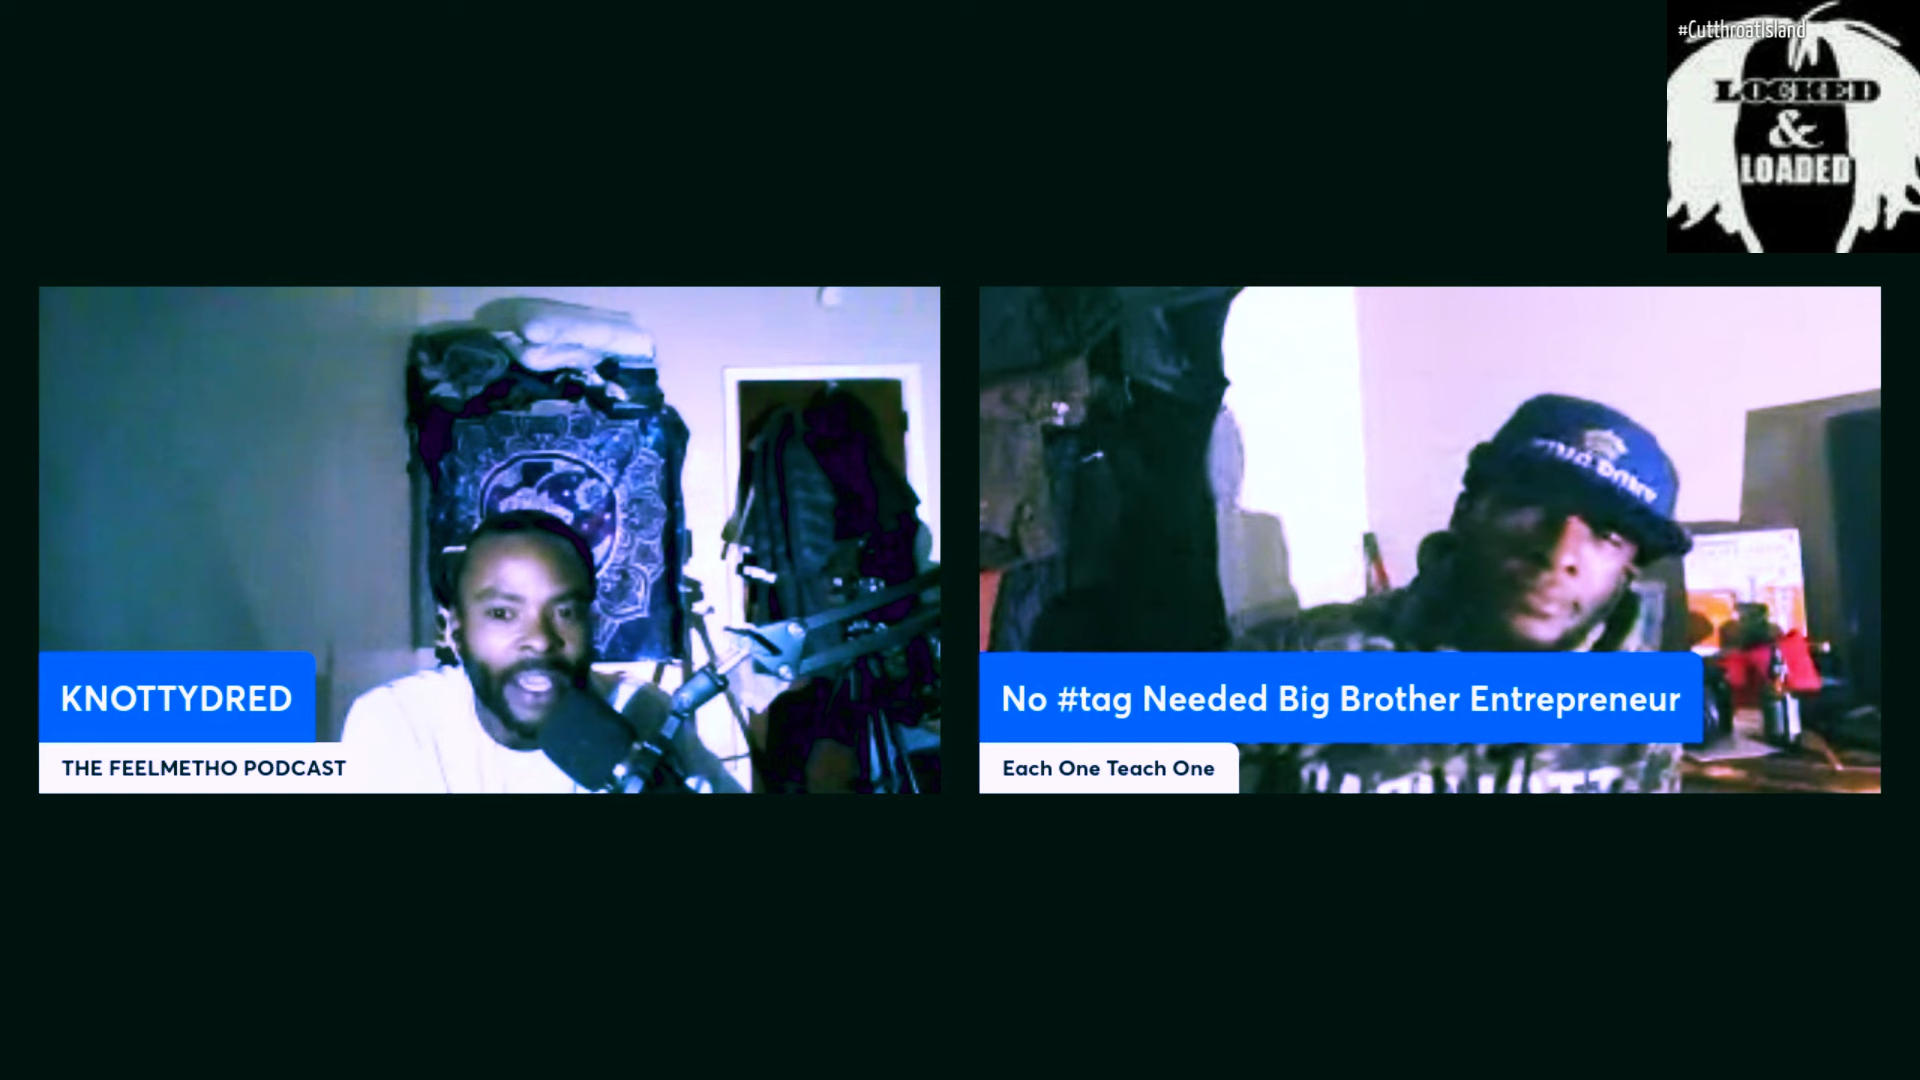 #CutthroatIsland
LOCKED
&
LOADED
KNOTTYDRED
THE FEELMETHO PODCAST
No #tag Needed Big Brother Entrepreneur
Each One Teach One